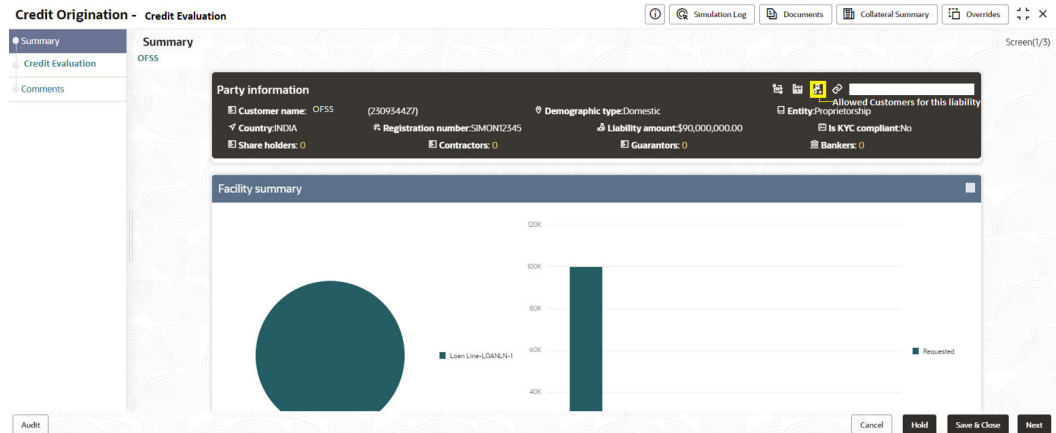 Credit Origination - Credit Evaluation
Simulation Log
Documents
Collateral Summary
Overrides
Summary
Credit Evaluation
Comments
Summary
Screen(1/3)
OFSS
Party information
Allowed Customers for this liability
Customer name: OFSS (230934427)
Demographic type:Domestic
Entity:Proprietorship
Country:INDIA
Registration number:SIMON12345
Liability amount:$90,000,000.00
Is KYC compliant:No
Share holders: 0
Contractors: 0
Guarantors: 0
Bankers: 0
Facility summary
120K
100K
80K
60K
40K
Loan Line-LOANLN-1
Requested
Audit
Cancel
Hold
Save & Close
Next